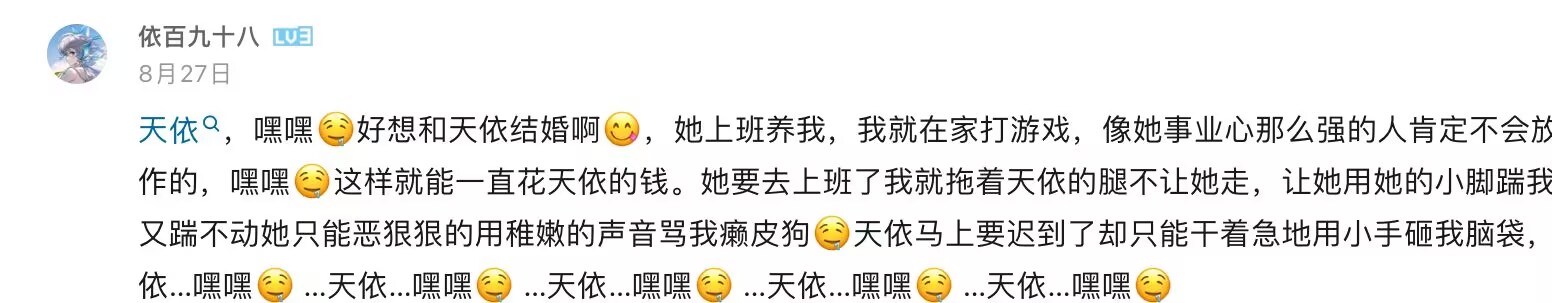 依百九十八 LV3
8月27日
天依，嘿嘿🤤好想和天依结婚啊😋，她上班养我，我就在家打游戏，像她事业心那么强的人肯定不会放
作的，嘿嘿🤤这样就能一直花天依的钱。她要去上班了我就拖着天依的腿不让她走，让她用她的小脚踹我
又踹不动她只能恶狠狠的用稚嫩的声音骂我癞皮狗🤤天依马上要迟到了却只能干着急地用小手砸我脑袋，
依...嘿嘿🤤 ...天依...嘿嘿🤤 ...天依...嘿嘿🤤 ...天依...嘿嘿🤤 ...天依...嘿嘿🤤